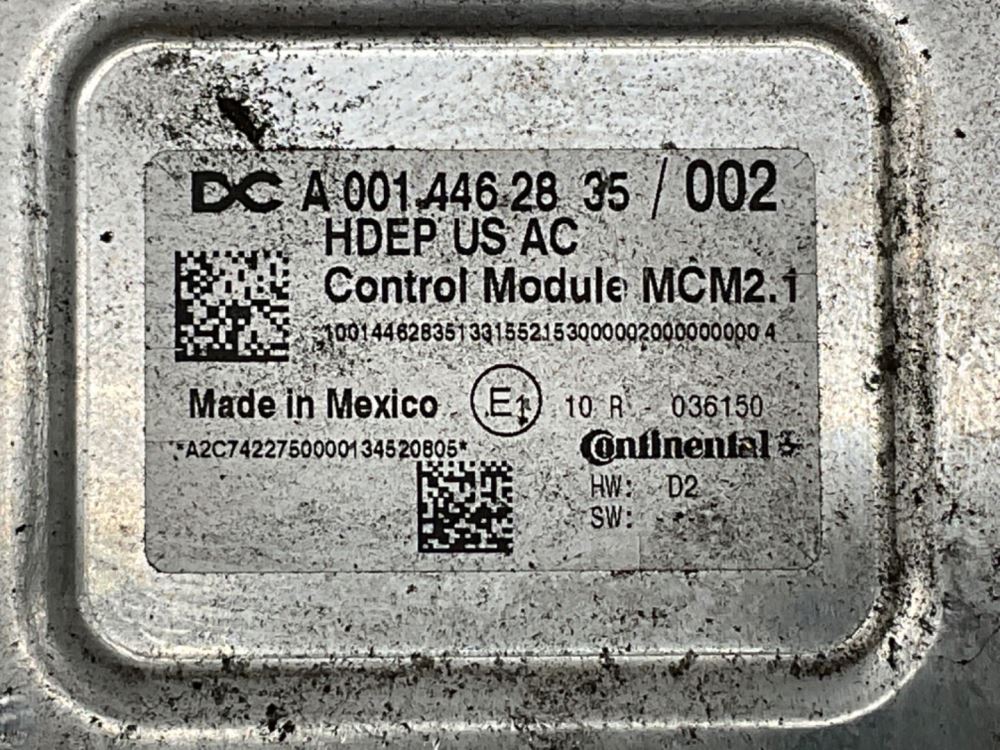 DC A 001 446 28 35 / 002
HDEP US AC
Control Module MCM2.1
10014462835133155215300000200000000004
Made in Mexico E1 10 R - 036150
*A2C7422750000134520805*
Continental
HW: D2
SW: -.--.-